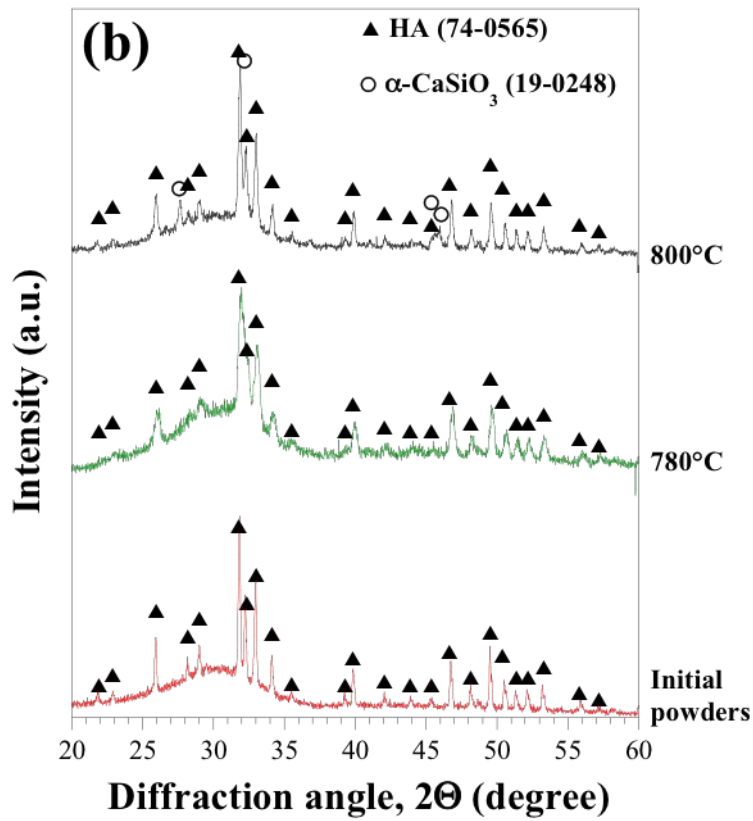 (b)
▲ HA (74-0565)
○ α-CaSiO₃ (19-0248)
800°C
780°C
Initial
powders
Intensity (a.u.)
20 25 30 35 40 45 50 55 60
Diffraction angle, 2Θ (degree)